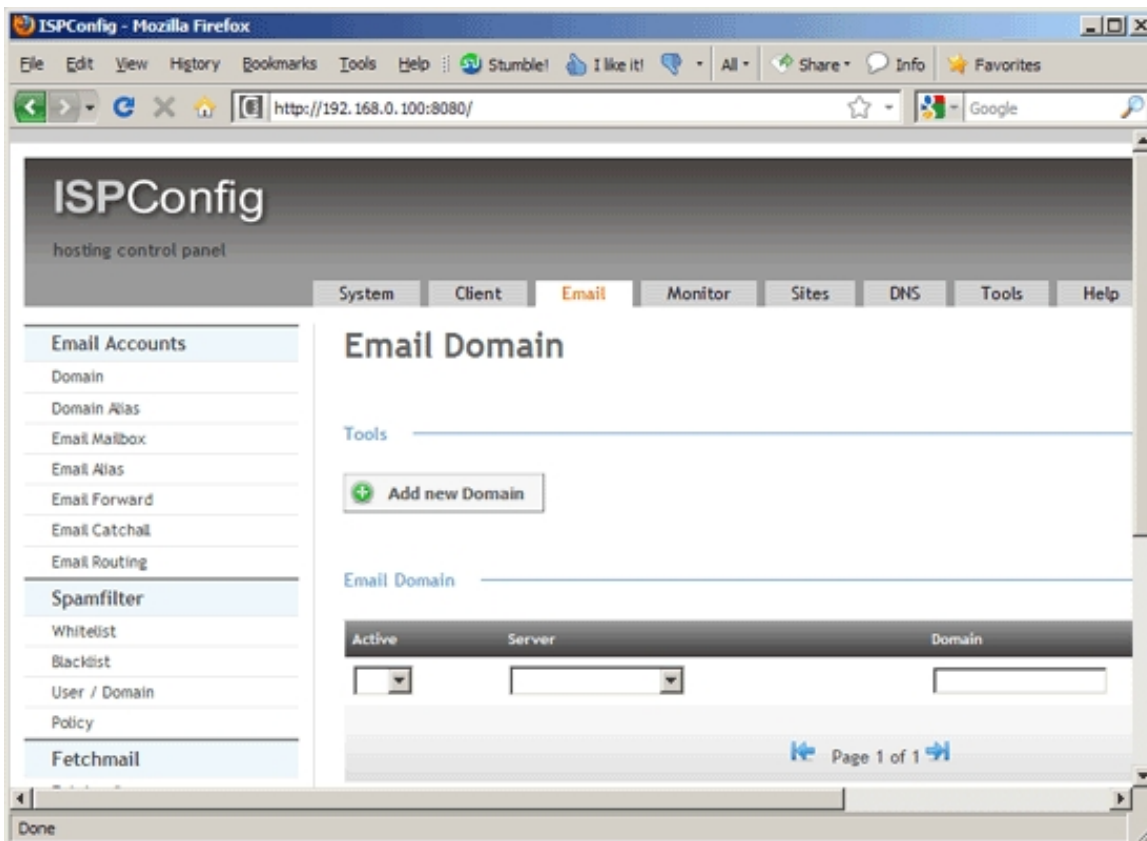 ISPConfig - Mozilla Firefox
File Edit View History Bookmarks Tools Help Stumble! I like it! All Share Info Favorites
http://192.168.0.100:8080/ Google
ISPConfig
hosting control panel
System Client Email Monitor Sites DNS Tools Help
Email Accounts
Domain
Domain Alias
Email Mailbox
Email Alias
Email Forward
Email Catchall
Email Routing
Spamfilter
Whitelist
Blacklist
User / Domain
Policy
Fetchmail
Email Domain
Tools
Add new Domain
Email Domain
Active Server Domain
Page 1 of 1
Done